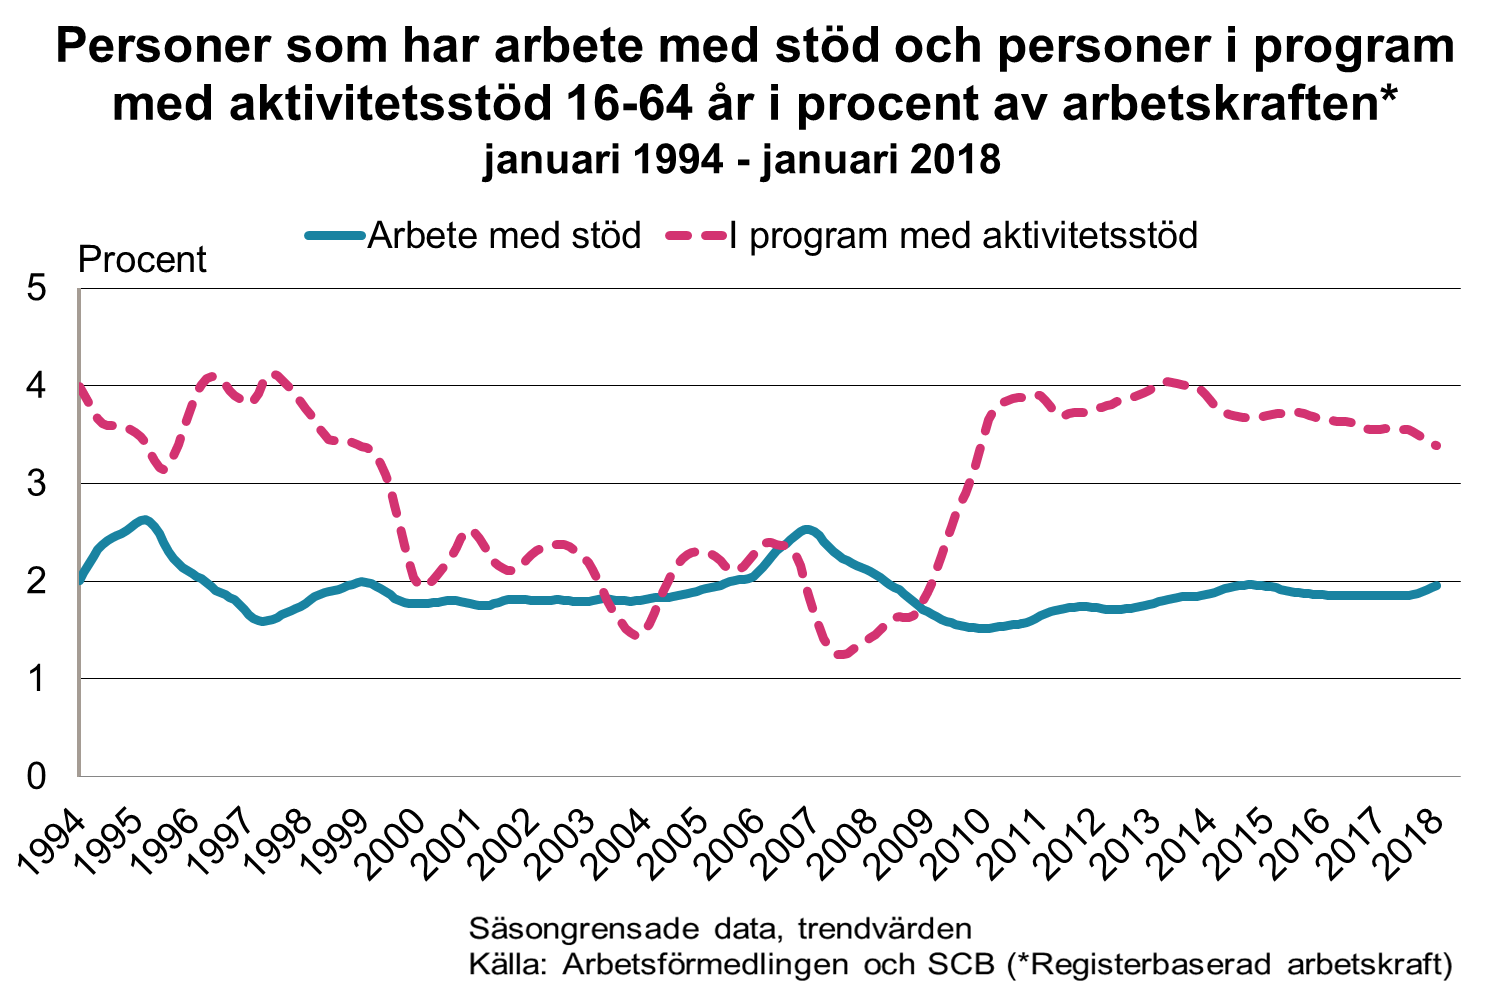 Personer som har arbete med stöd och personer i program
med aktivitetsstöd 16-64 år i procent av arbetskraften*
januari 1994 - januari 2018
Arbete med stöd I program med aktivitetsstöd
Procent
5
4
3
2
1
0
1994 1995 1996 1997 1998 1999 2000 2001 2002 2003 2004 2005 2006 2007 2008 2009 2010 2011 2012 2013 2014 2015 2016 2017 2018
Säsongrensade data, trendvärden
Källa: Arbetsförmedlingen och SCB (*Registerbaserad arbetskraft)